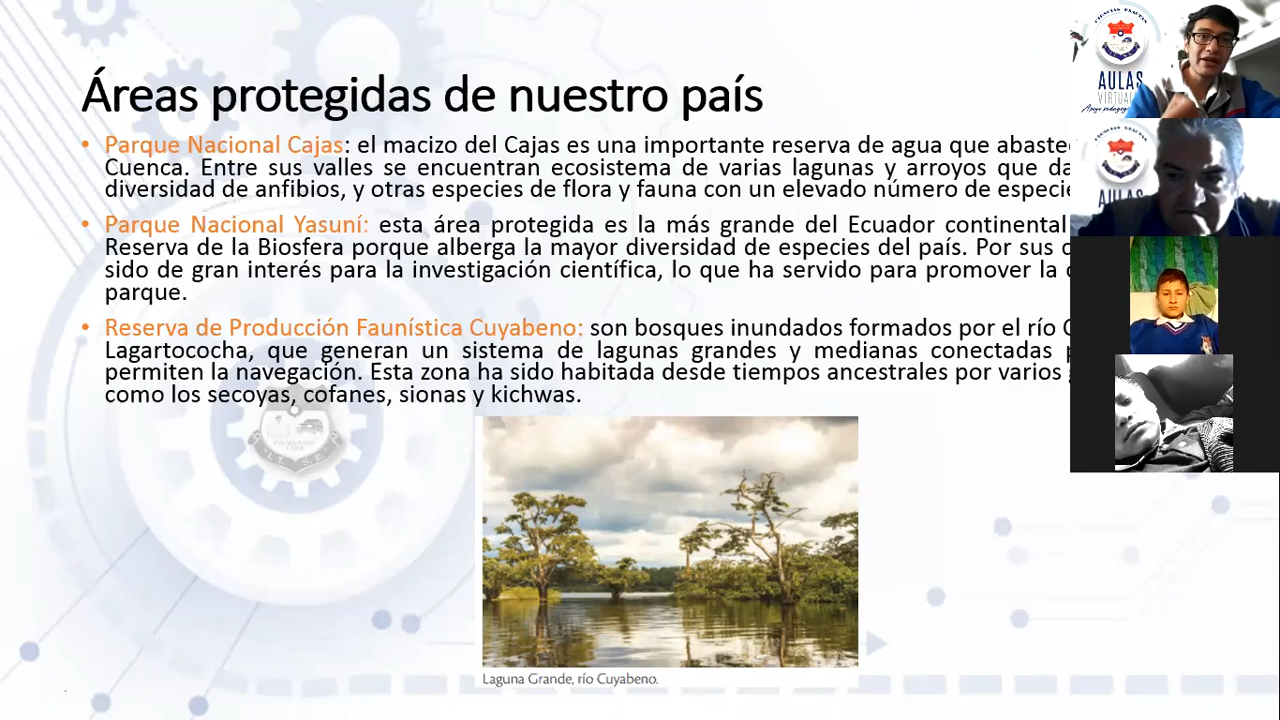 Áreas protegidas de nuestro país
• Parque Nacional Cajas: el macizo del Cajas es una importante reserva de agua que
Cuenca. Entre sus valles se encuentran ecosistema de varias lagunas y arroyos que
diversidad de anfibios, y otras especies de flora y fauna con un elevado número de
• Parque Nacional Yasuní: esta área protegida es la más grande del Ecuador continental
Reserva de la Biosfera porque alberga la mayor diversidad de especies del país. Por sus
sido de gran interés para la investigación científica, lo que ha servido para promover la
parque.
• Reserva de Producción Faunística Cuyabeno: son bosques inundados formados por el río
Lagartococha, que generan un sistema de lagunas grandes y medianas conectadas
permiten la navegación. Esta zona ha sido habitada desde tiempos ancestrales por varios
como los secoyas, cofanes, sionas y kichwas.
Laguna Grande, río Cuyabeno.
FUNDADO
CIENCIAS EXACTAS
AULAS
AULAS